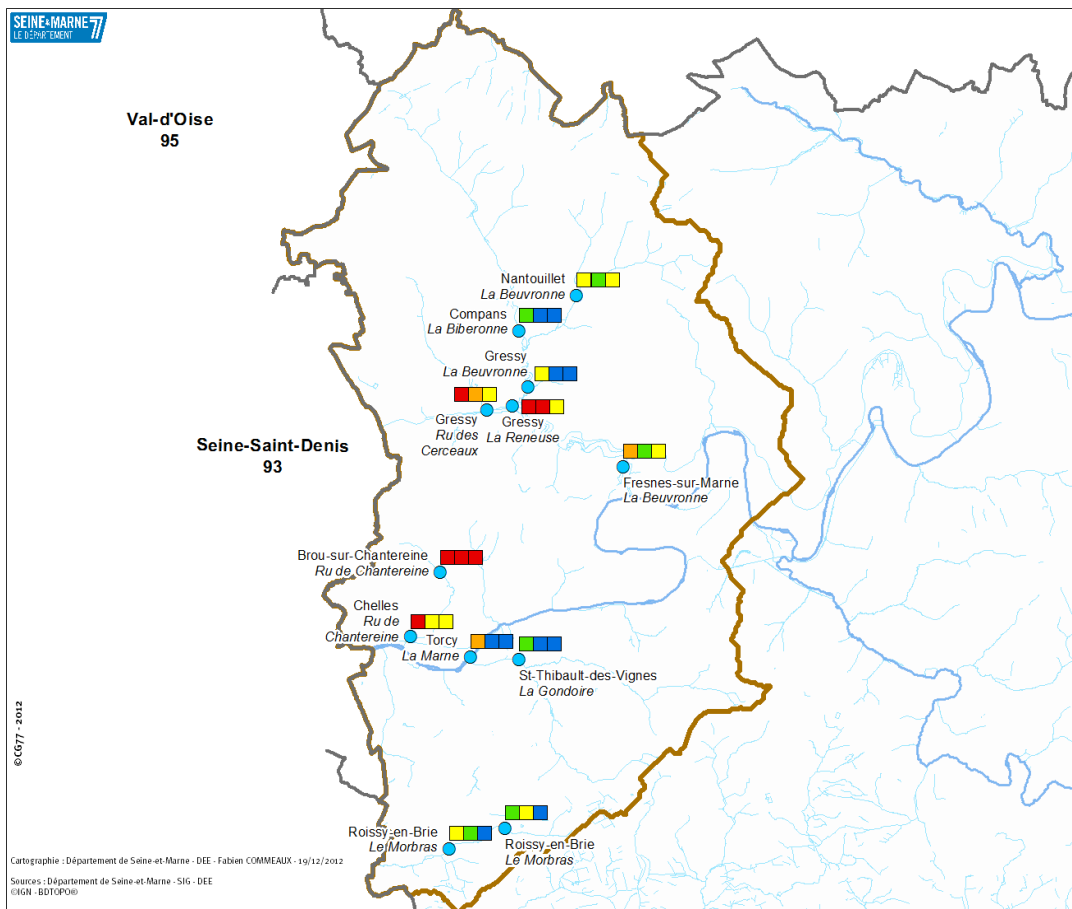 SEINE&MARNE 77
LE DÉPARTEMENT
Val-d'Oise
95
Nantouillet
La Beuvronne
Compans
La Biberonne
Gressy
La Beuvronne
Gressy
Ru des
Cerceaux
Gressy
La Reneuse
Seine-Saint-Denis
93
Fresnes-sur-Marne
La Beuvronne
Brou-sur-Chantereine
Ru de Chantereine
Chelles
Ru de
Chantereine
Torcy
La Marne
St-Thibault-des-Vignes
La Gondoire
©CG77 - 2012
Roissy-en-Brie
Le Morbras
Roissy-en-Brie
Le Morbras
Cartographie : Département de Seine-et-Marne - DEE - Fabien COMMEAUX - 19/12/2012
Sources : Département de Seine-et-Marne - SIG - DEE
©IGN - BDTOPO®